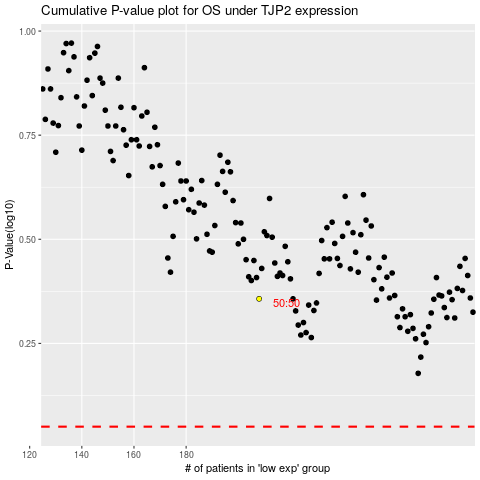 Cumulative P-value plot for OS under TJP2 expression
1.00
0.75
0.50
0.25
P-Value(log10)
50:50
120 140 160 180
# of patients in 'low exp' group